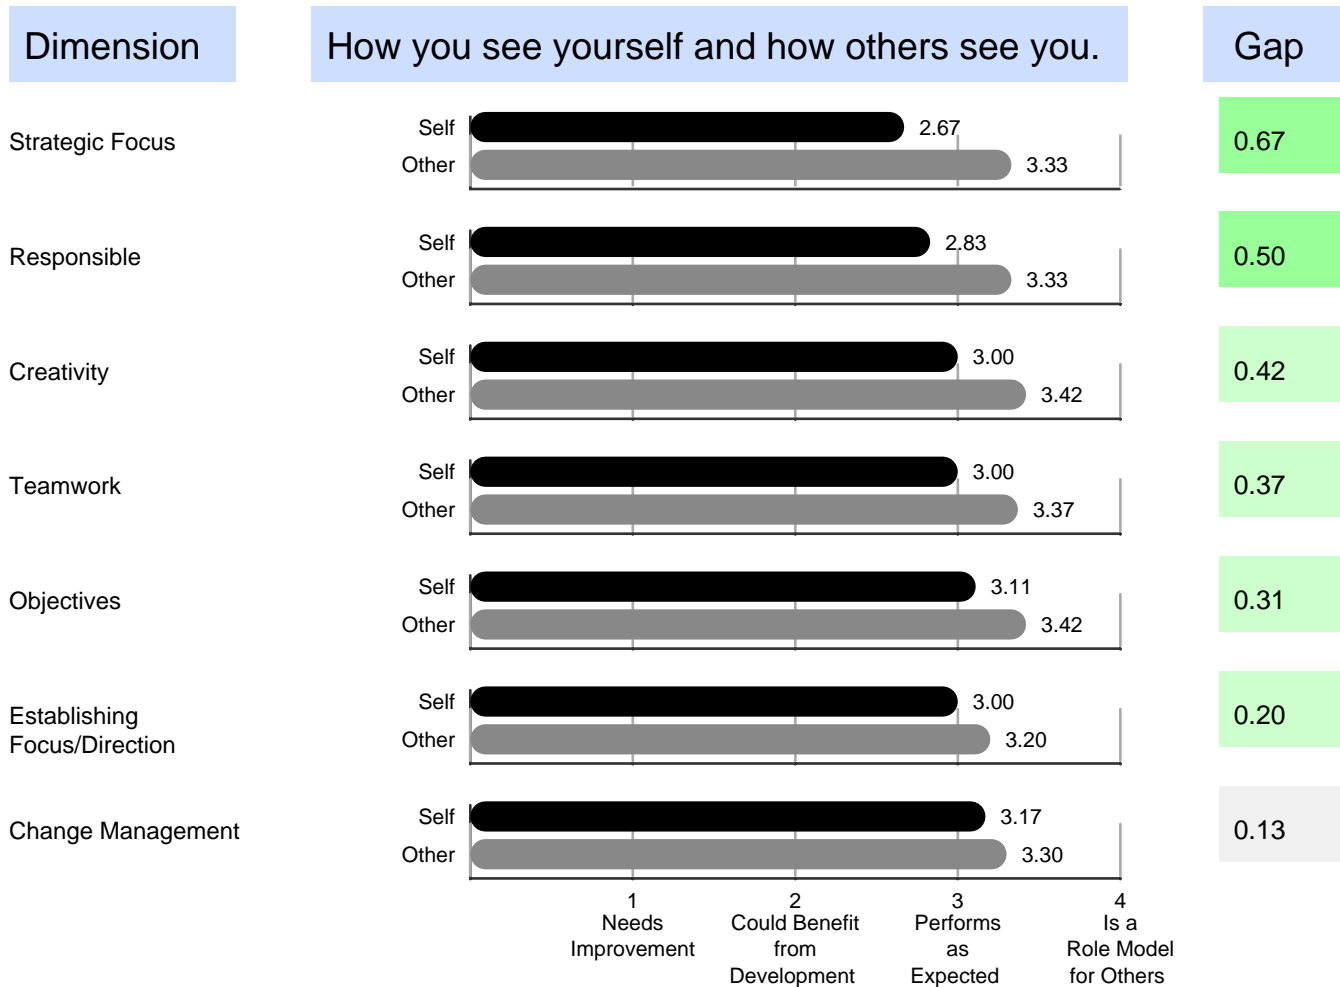 Dimension
How you see yourself and how others see you.
Gap
Strategic Focus
Self
2.67
Other
3.33
0.67
Responsible
Self
2.83
Other
3.33
0.50
Creativity
Self
3.00
Other
3.42
0.42
Teamwork
Self
3.00
Other
3.37
0.37
Objectives
Self
3.11
Other
3.42
0.31
Establishing
Focus/Direction
Self
3.00
Other
3.20
0.20
Change Management
Self
3.17
Other
3.30
0.13
1
Needs
Improvement
2
Could Benefit
from
Development
3
Performs
as
Expected
4
Is a
Role Model
for Others